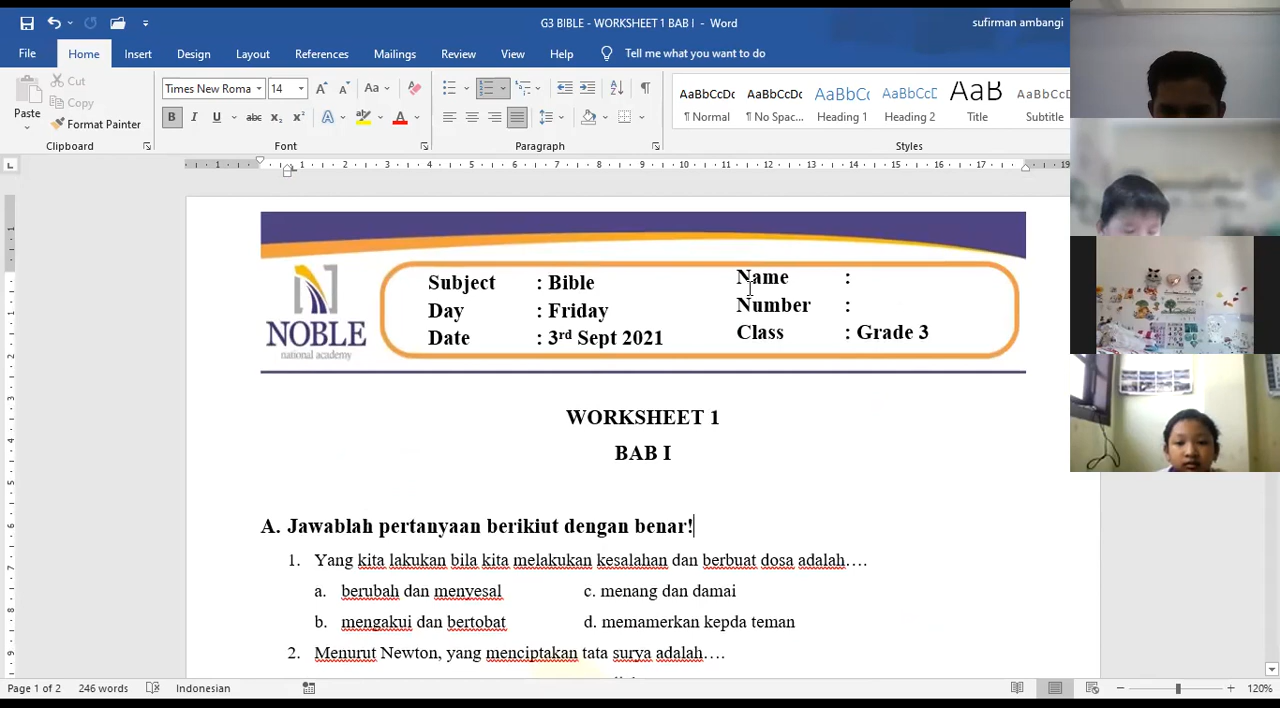 G3 BIBLE - WORKSHEET 1 BAB I - Word
sufirman ambangi
File Home Insert Design Layout References Mailings Review View Help Tell me what you want to do
Paste
Cut
Copy
Format Painter
Clipboard
Times New Roma 14
Font
Paragraph
AaBbCcDc AaBbCcDc AaBbC AaBbCcD AaB AaBbCcD
¶ Normal ¶ No Spac... Heading 1 Heading 2 Title Subtitle
Styles
NOBLE
national academy
Subject : Bible
Day : Friday
Date : 3rd Sept 2021
Name :
Number :
Class : Grade 3
WORKSHEET 1
BAB I
A. Jawablah pertanyaan berikiut dengan benar!
1. Yang kita lakukan bila kita melakukan kesalahan dan berbuat dosa adalah….
a. berubah dan menyesal c. menang dan damai
b. mengakui dan bertobat d. memamerkan kepda teman
2. Menurut Newton, yang menciptakan tata surya adalah….
Page 1 of 2 246 words Indonesian 120%